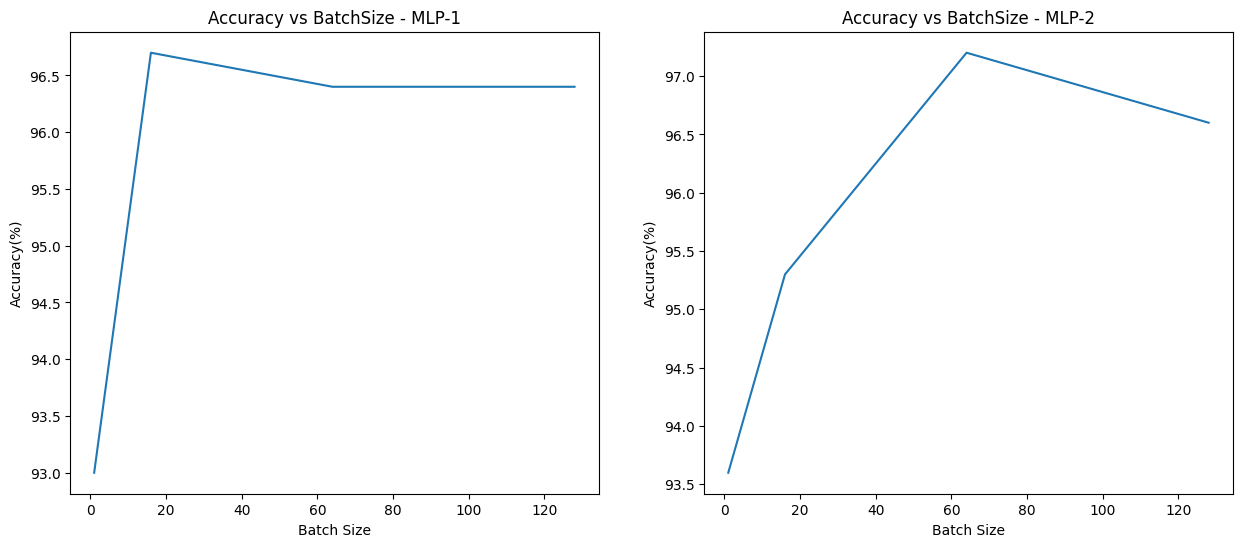 Accuracy vs BatchSize - MLP-1
Accuracy(%)
96.5
96.0
95.5
95.0
94.5
94.0
93.5
93.0
0 20 40 60 80 100 120
Batch Size
Accuracy vs BatchSize - MLP-2
Accuracy(%)
97.0
96.5
96.0
95.5
95.0
94.5
94.0
93.5
0 20 40 60 80 100 120
Batch Size